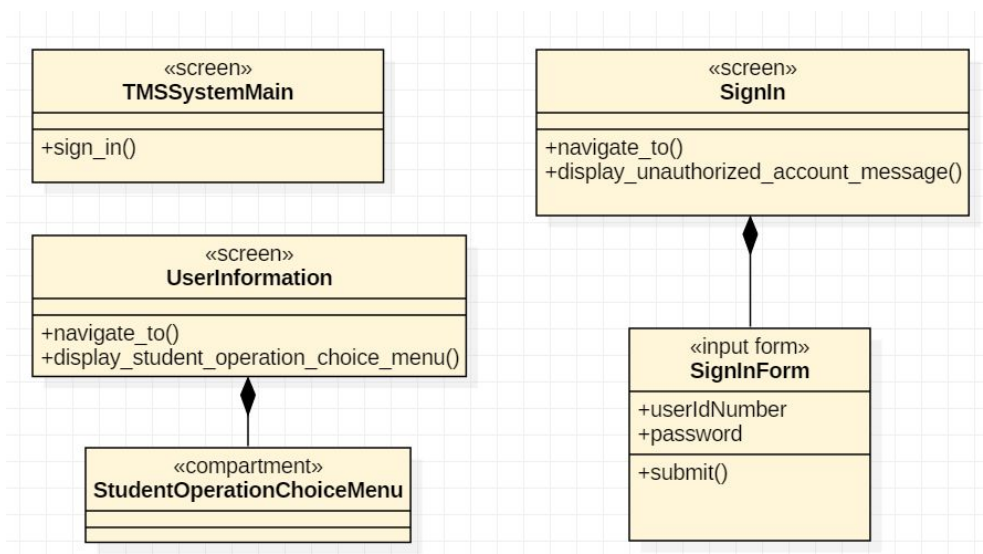 «screen»
TMSSystemMain
+sign_in()
«screen»
SignIn
+navigate_to()
+display_unauthorized_account_message()
«screen»
UserInformation
+navigate_to()
+display_student_operation_choice_menu()
«input form»
SignInForm
+userIdNumber
+password
+submit()
«compartment»
StudentOperationChoiceMenu